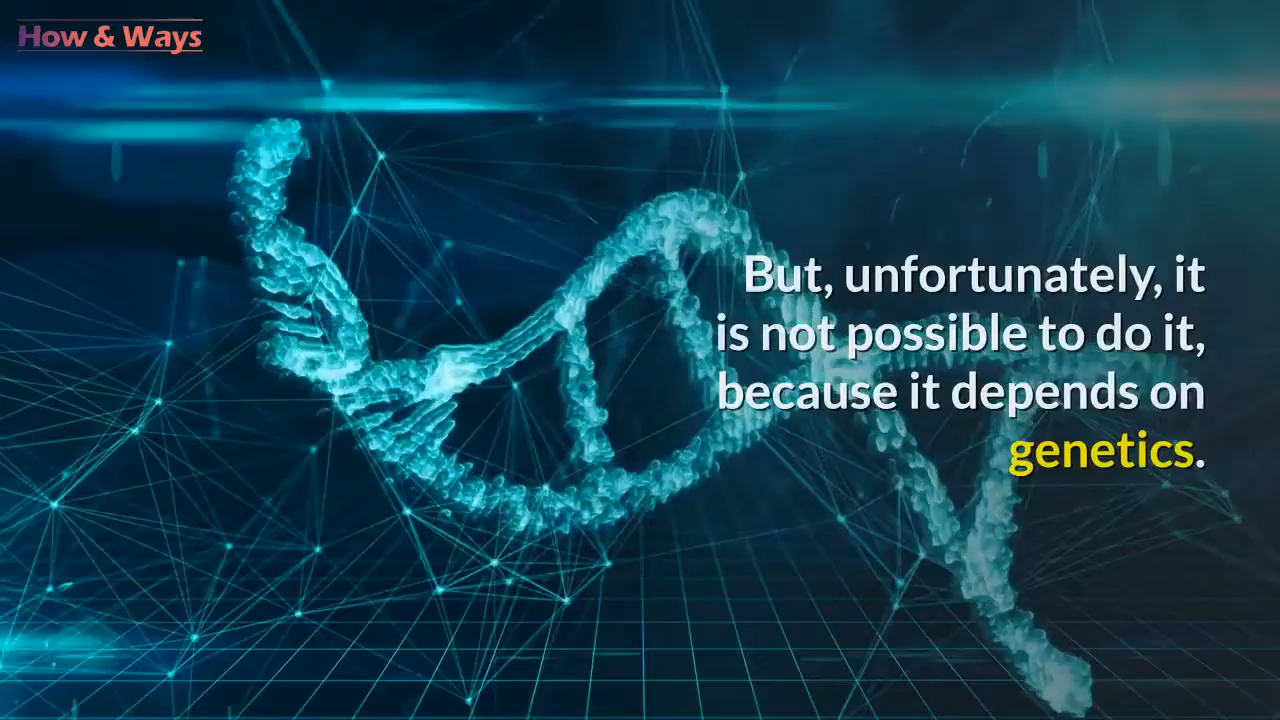 How & Ways
But, unfortunately, it
is not possible to do it,
because it depends on
genetics.